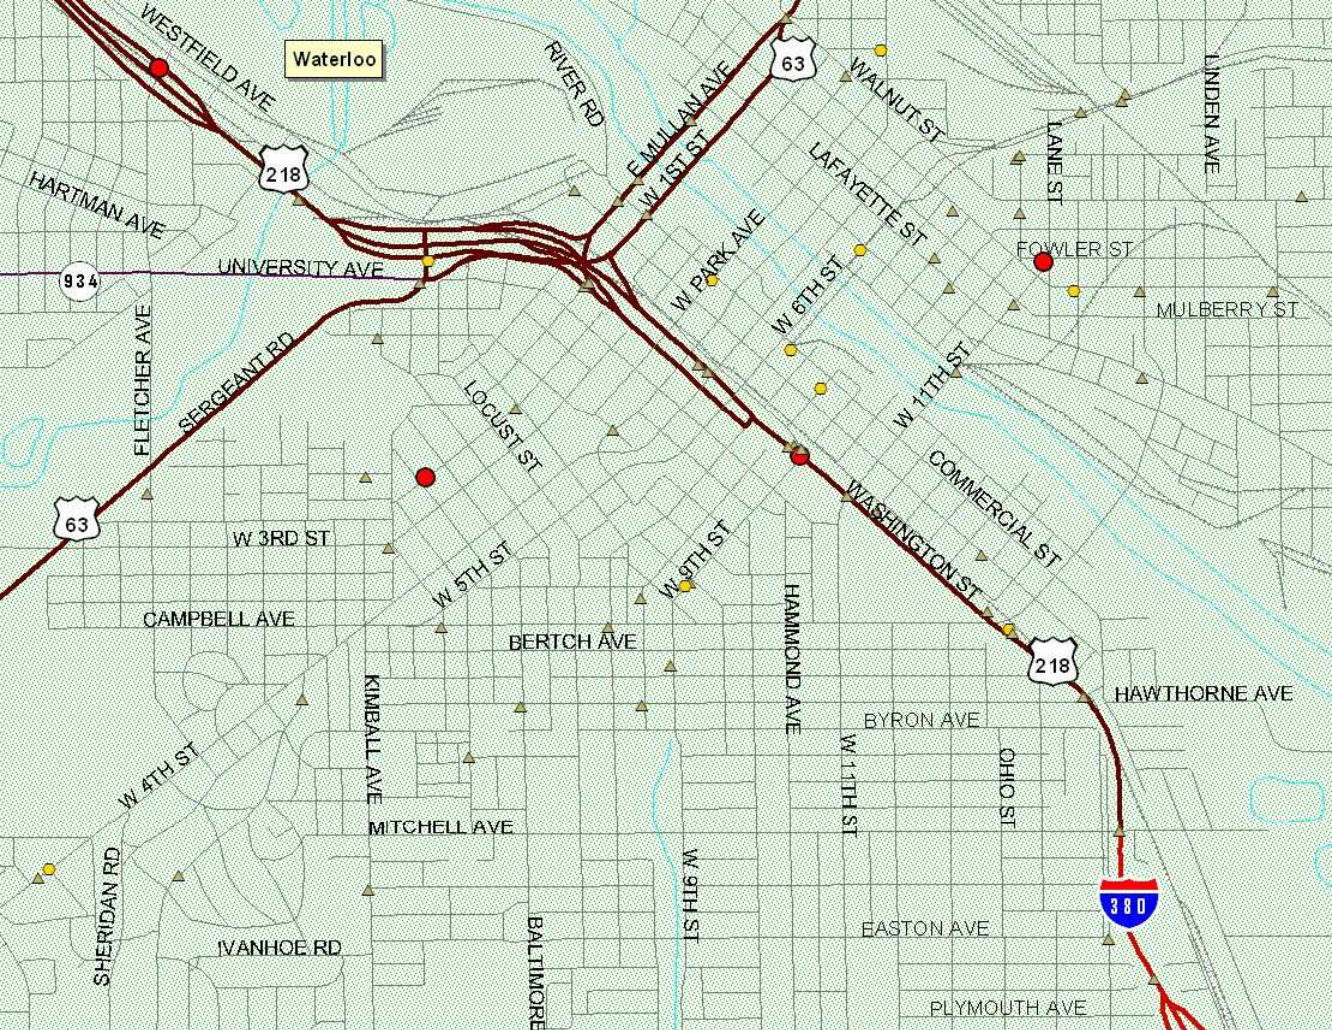 WESTFIELD AVE
Waterloo
RIVER RD
63
WALNUT ST
LINDEN AVE
E MULLAN AVE
W 1ST ST
LANE ST
LAFAYETTE ST
218
HARTMAN AVE
W PARK AVE
FOWLER ST
UNIVERSITY AVE
934
W 6TH ST
MULBERRY ST
FLETCHER AVE
SERGEANT RD
LOCUST ST
W 11TH ST
COMMERCIAL ST
63
WASHINGTON ST
W 3RD ST
W 5TH ST
W 9TH ST
CAMPBELL AVE
BERTCH AVE
HAMMOND AVE
218
HAWTHORNE AVE
KIMBALL AVE
BYRON AVE
W 4TH ST
W 11TH ST
OHIO ST
MITCHELL AVE
SHERIDAN RD
W 9TH ST
380
EASTON AVE
IVANHOE RD
BALTIMORE
PLYMOUTH AVE